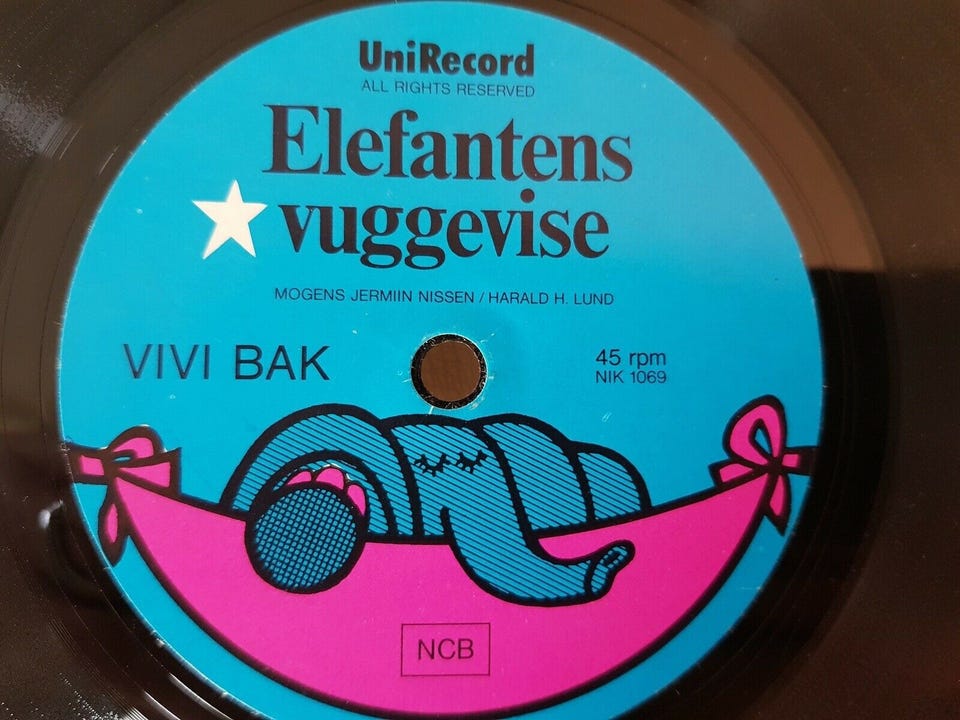 UniRecord
ALL RIGHTS RESERVED
Elefantens
vuggevise
MOGENS JERMIIN NISSEN / HARALD H. LUND
VIVI BAK
45 rpm
NIK 1069
NCB